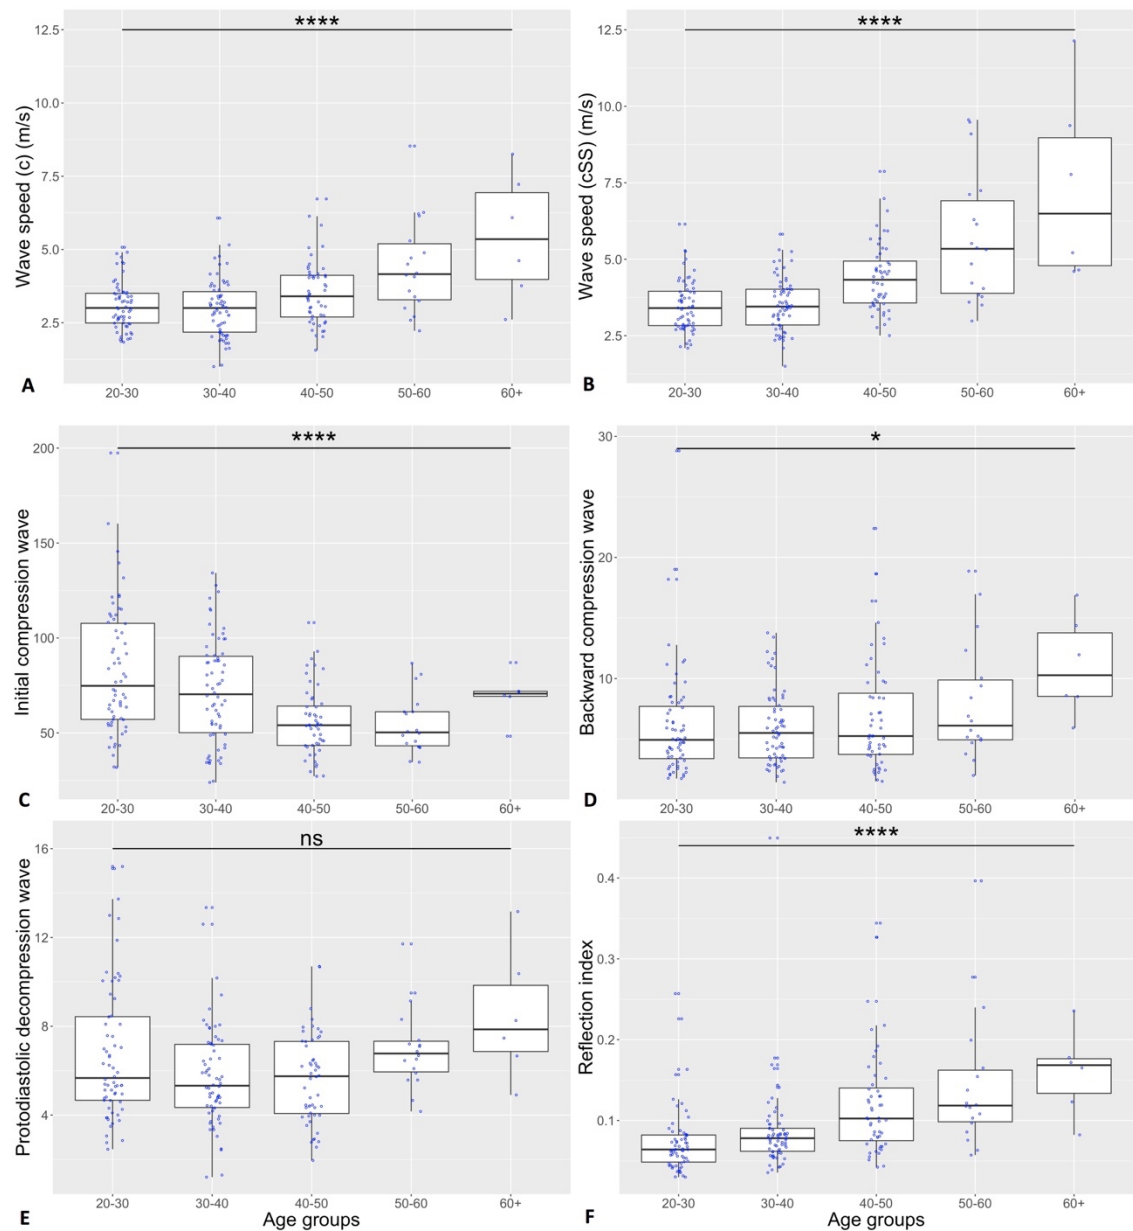 ****
12.5
10.0
7.5
5.0
2.5
Wave speed (c) (m/s)
A
20-30 30-40 40-50 50-60 60+
****
12.5
10.0
7.5
5.0
2.5
Wave speed (cSS) (m/s)
B
20-30 30-40 40-50 50-60 60+
****
200
150
100
50
Initial compression wave
C
20-30 30-40 40-50 50-60 60+
*
30
20
10
Backward compression wave
D
20-30 30-40 40-50 50-60 60+
ns
16
12
8
4
Protodiastolic decompression wave
E
20-30 30-40 40-50 50-60 60+
Age groups
****
0.4
0.3
0.2
0.1
Reflection index
F
20-30 30-40 40-50 50-60 60+
Age groups